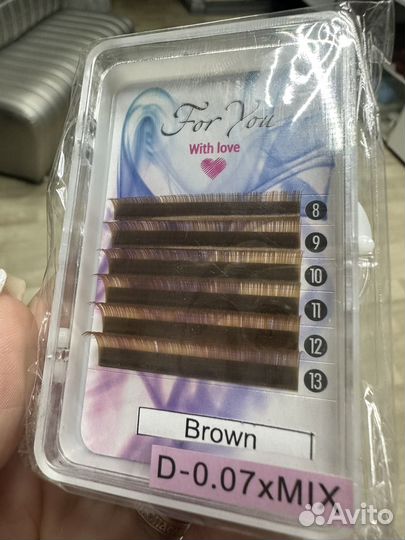 For You
With love
8
9
10
11
12
13
Brown
D-0.07xMIX
Avito